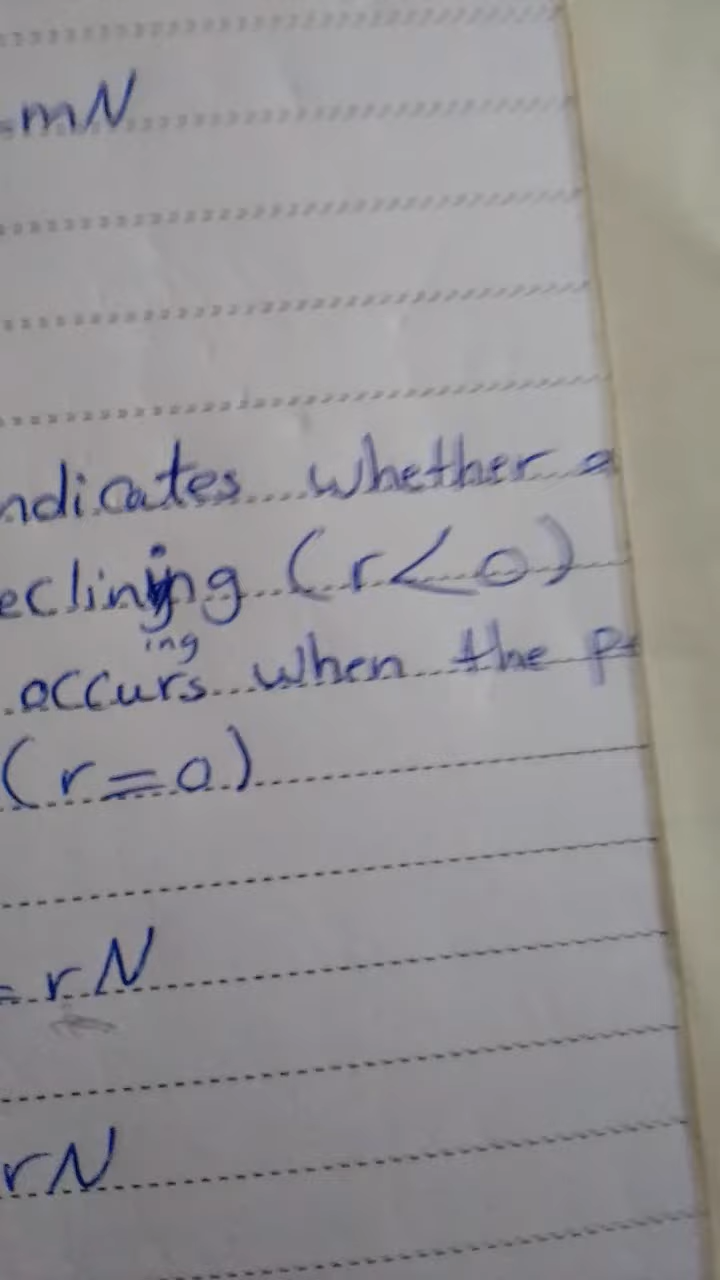 =mN
ndicates whether a
eclining (r<0)
ing
occurs when the p
(r=0)
= rN
rN